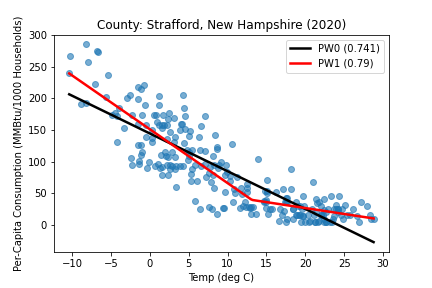 County: Strafford, New Hampshire (2020)
PW0 (0.741)
PW1 (0.79)
Per-Capita Consumption (MMBtu/1000 Households)
300
250
200
150
100
50
0
−10 −5 0 5 10 15 20 25 30
Temp (deg C)